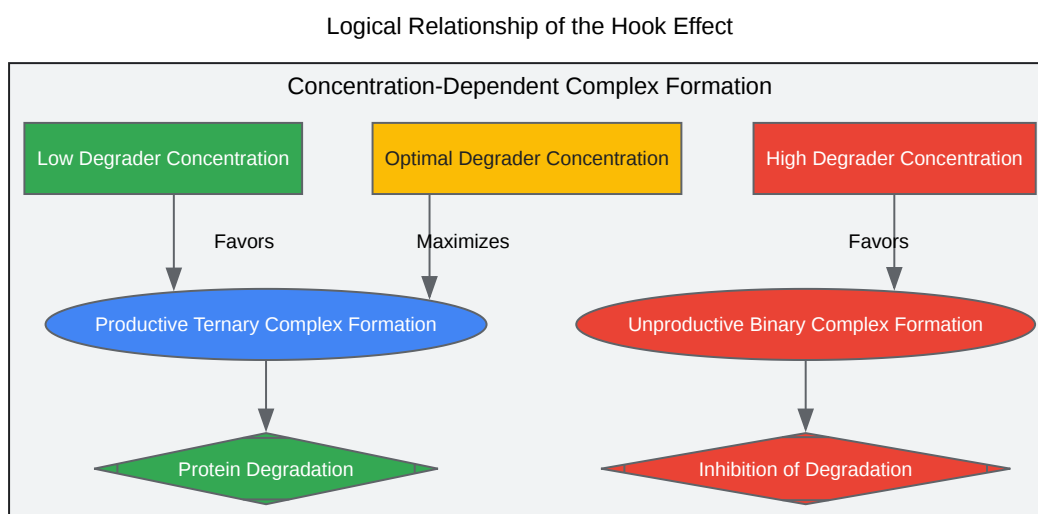 Logical Relationship of the Hook Effect
Concentration-Dependent Complex Formation
Low Degrader Concentration
Optimal Degrader Concentration
High Degrader Concentration
Favors
Maximizes
Favors
Productive Ternary Complex Formation
Unproductive Binary Complex Formation
Protein Degradation
Inhibition of Degradation